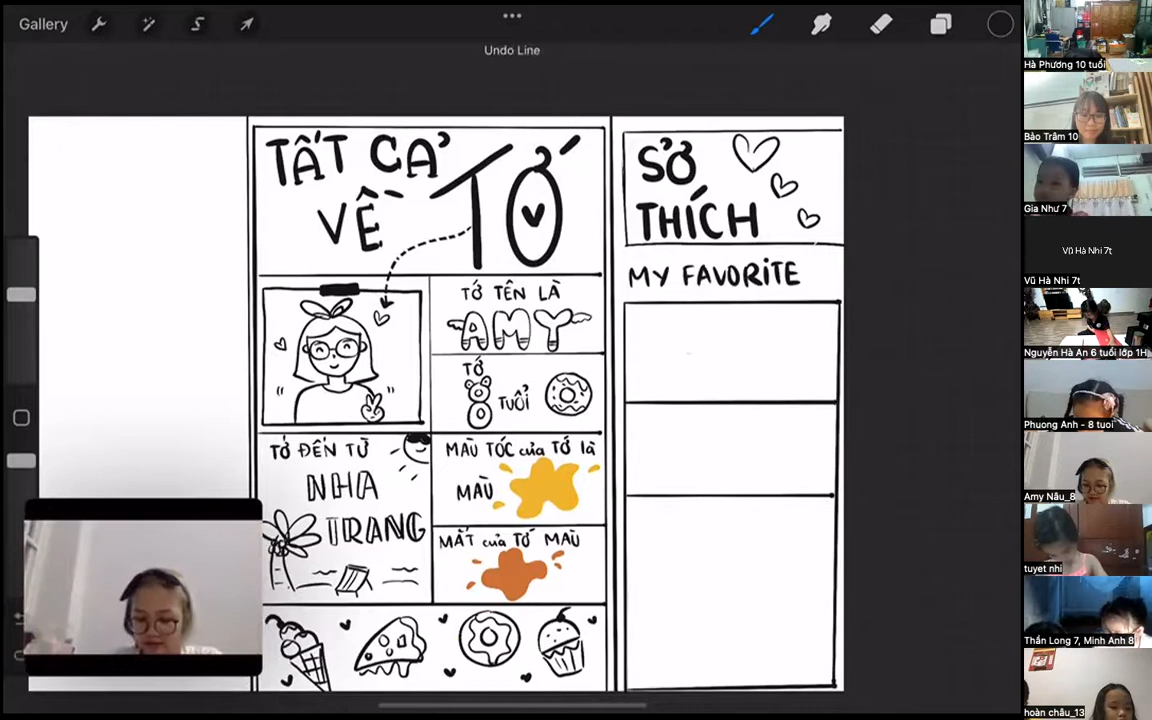 Gallery
Undo Line
TẤT CẢ
VỀ
TỚ
TỚ TÊN LÀ
AMY
TỚ
8 TUỔI
TỚ ĐẾN TỪ
NHA
TRANG
MÀU TÓC của TỚ là
MÀU
MẮT của TỚ MÀU
SỞ
THÍCH
MY FAVORITE
Hà Phương 10 tuổi
Bảo Trâm 10
Gia Như 7
Vũ Hà Nhi 7t
Vũ Hà Nhi 7t
Nguyễn Hà An 6 tuổi lớp 1H
Phuong Anh - 8 tuoi
Amy Nâu_8
tuyet nhi
Thần Long 7, Minh Anh 8
hoàn châu_13